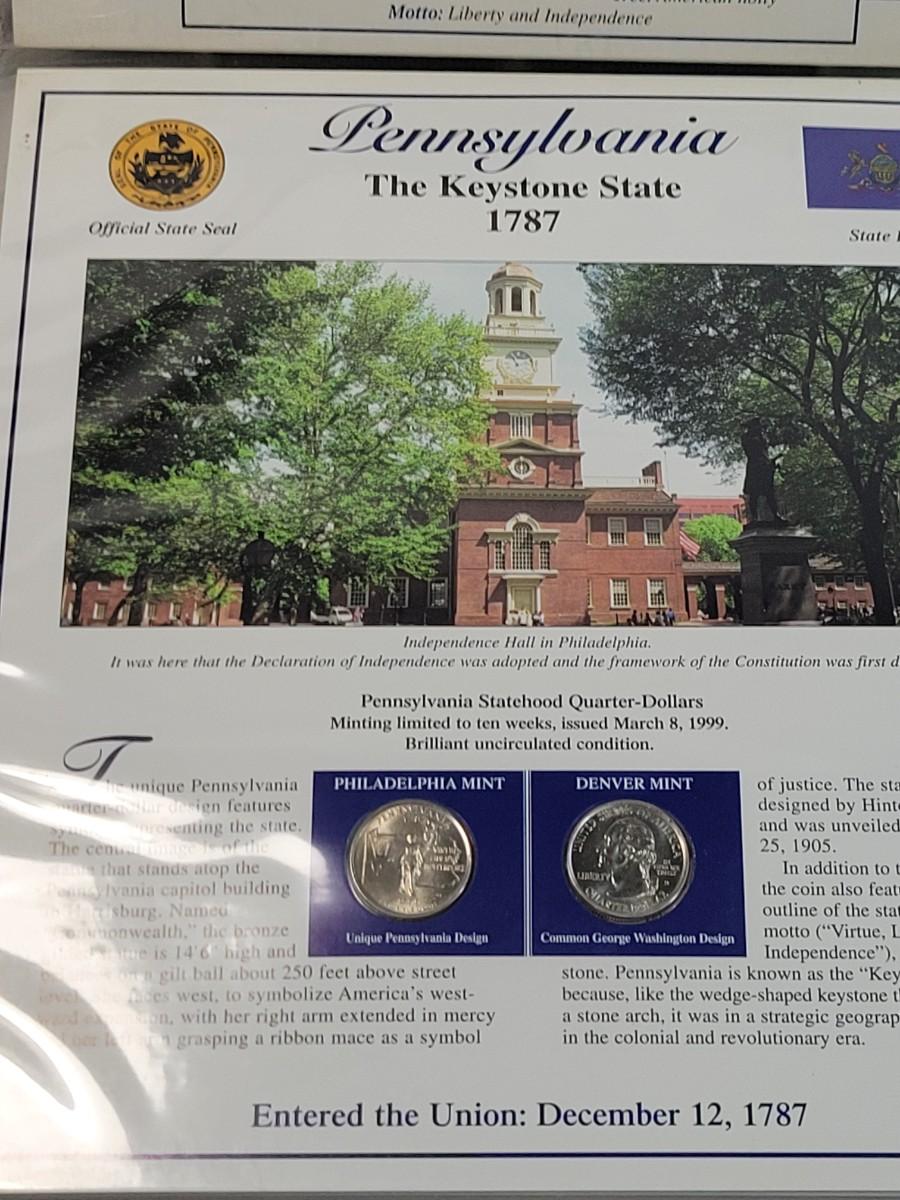 Motto: Liberty and Independence
Pennsylvania
The Keystone State
1787
Official State Seal
State
Independence Hall in Philadelphia.
It was here that the Declaration of Independence was adopted and the framework of the Constitution was first d
Pennsylvania Statehood Quarter-Dollars
Minting limited to ten weeks, issued March 8, 1999.
Brilliant uncirculated condition.
The unique Pennsylvania
quarter-dollar design features
representing the state.
The central image is of the
that stands atop the
Pennsylvania capitol building
Named
the bronze
is 14'6" high and
on a gilt ball about 250 feet above street
faces west, to symbolize America's west-
with her right arm extended in mercy
grasping a ribbon mace as a symbol
PHILADELPHIA MINT
Unique Pennsylvania Design
DENVER MINT
LIBERTY
Common George Washington Design
of justice. The sta
designed by Hint
and was unveiled
25, 1905.
In addition to t
the coin also feat
outline of the stat
motto ("Virtue, L
Independence"),
stone. Pennsylvania is known as the "Key
because, like the wedge-shaped keystone t
a stone arch, it was in a strategic geograp
in the colonial and revolutionary era.
Entered the Union: December 12, 1787